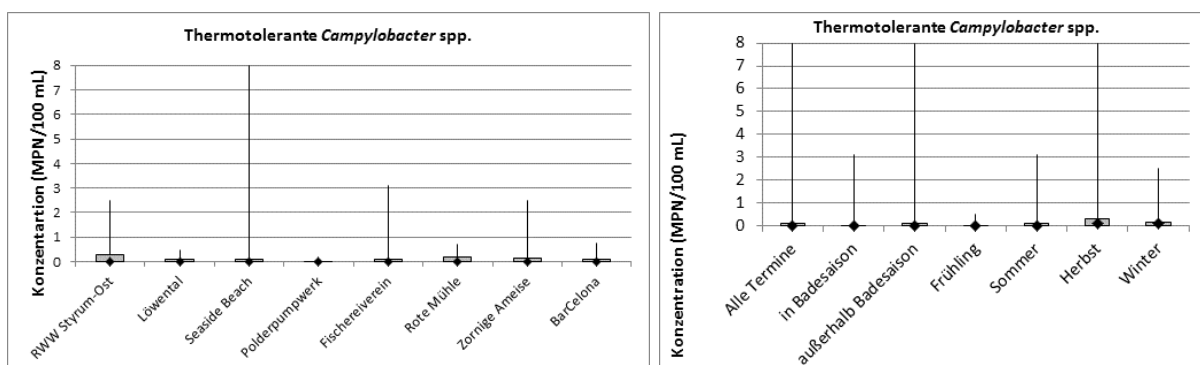 Thermotolerante Campylobacter spp.
Konzentartion (MPN/100 mL)
8
7
6
5
4
3
2
1
0
RWW Styrum-Ost
Löwental
Seaside Beach
Polderpumpwerk
Fischereiverein
Rote Mühle
Zornige Ameise
BarCelona
Thermotolerante Campylobacter spp.
Konzentration (MPN/100 mL)
8
7
6
5
4
3
2
1
0
Alle Termine
in Badesaison
außerhalb Badesaison
Frühling
Sommer
Herbst
Winter